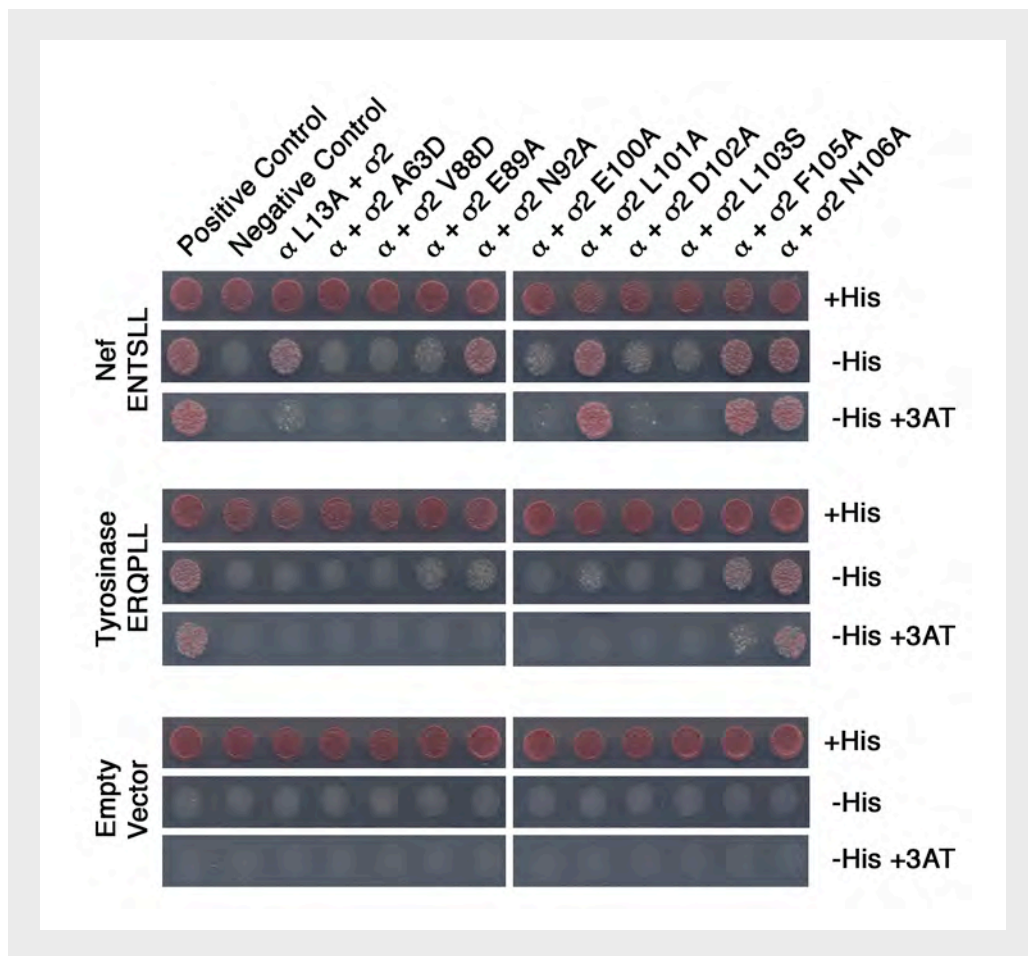 Positive Control
Negative Control
α L13A + σ2
α + σ2 A63D
α + σ2 V88D
α + σ2 E89A
α + σ2 N92A
α + σ2 E100A
α + σ2 L101A
α + σ2 D102A
α + σ2 L103S
α + σ2 F105A
α + σ2 N106A
Nef
ENTSLL
+His
-His
-His +3AT
Tyrosinase
ERQPLL
+His
-His
-His +3AT
Empty
Vector
+His
-His
-His +3AT